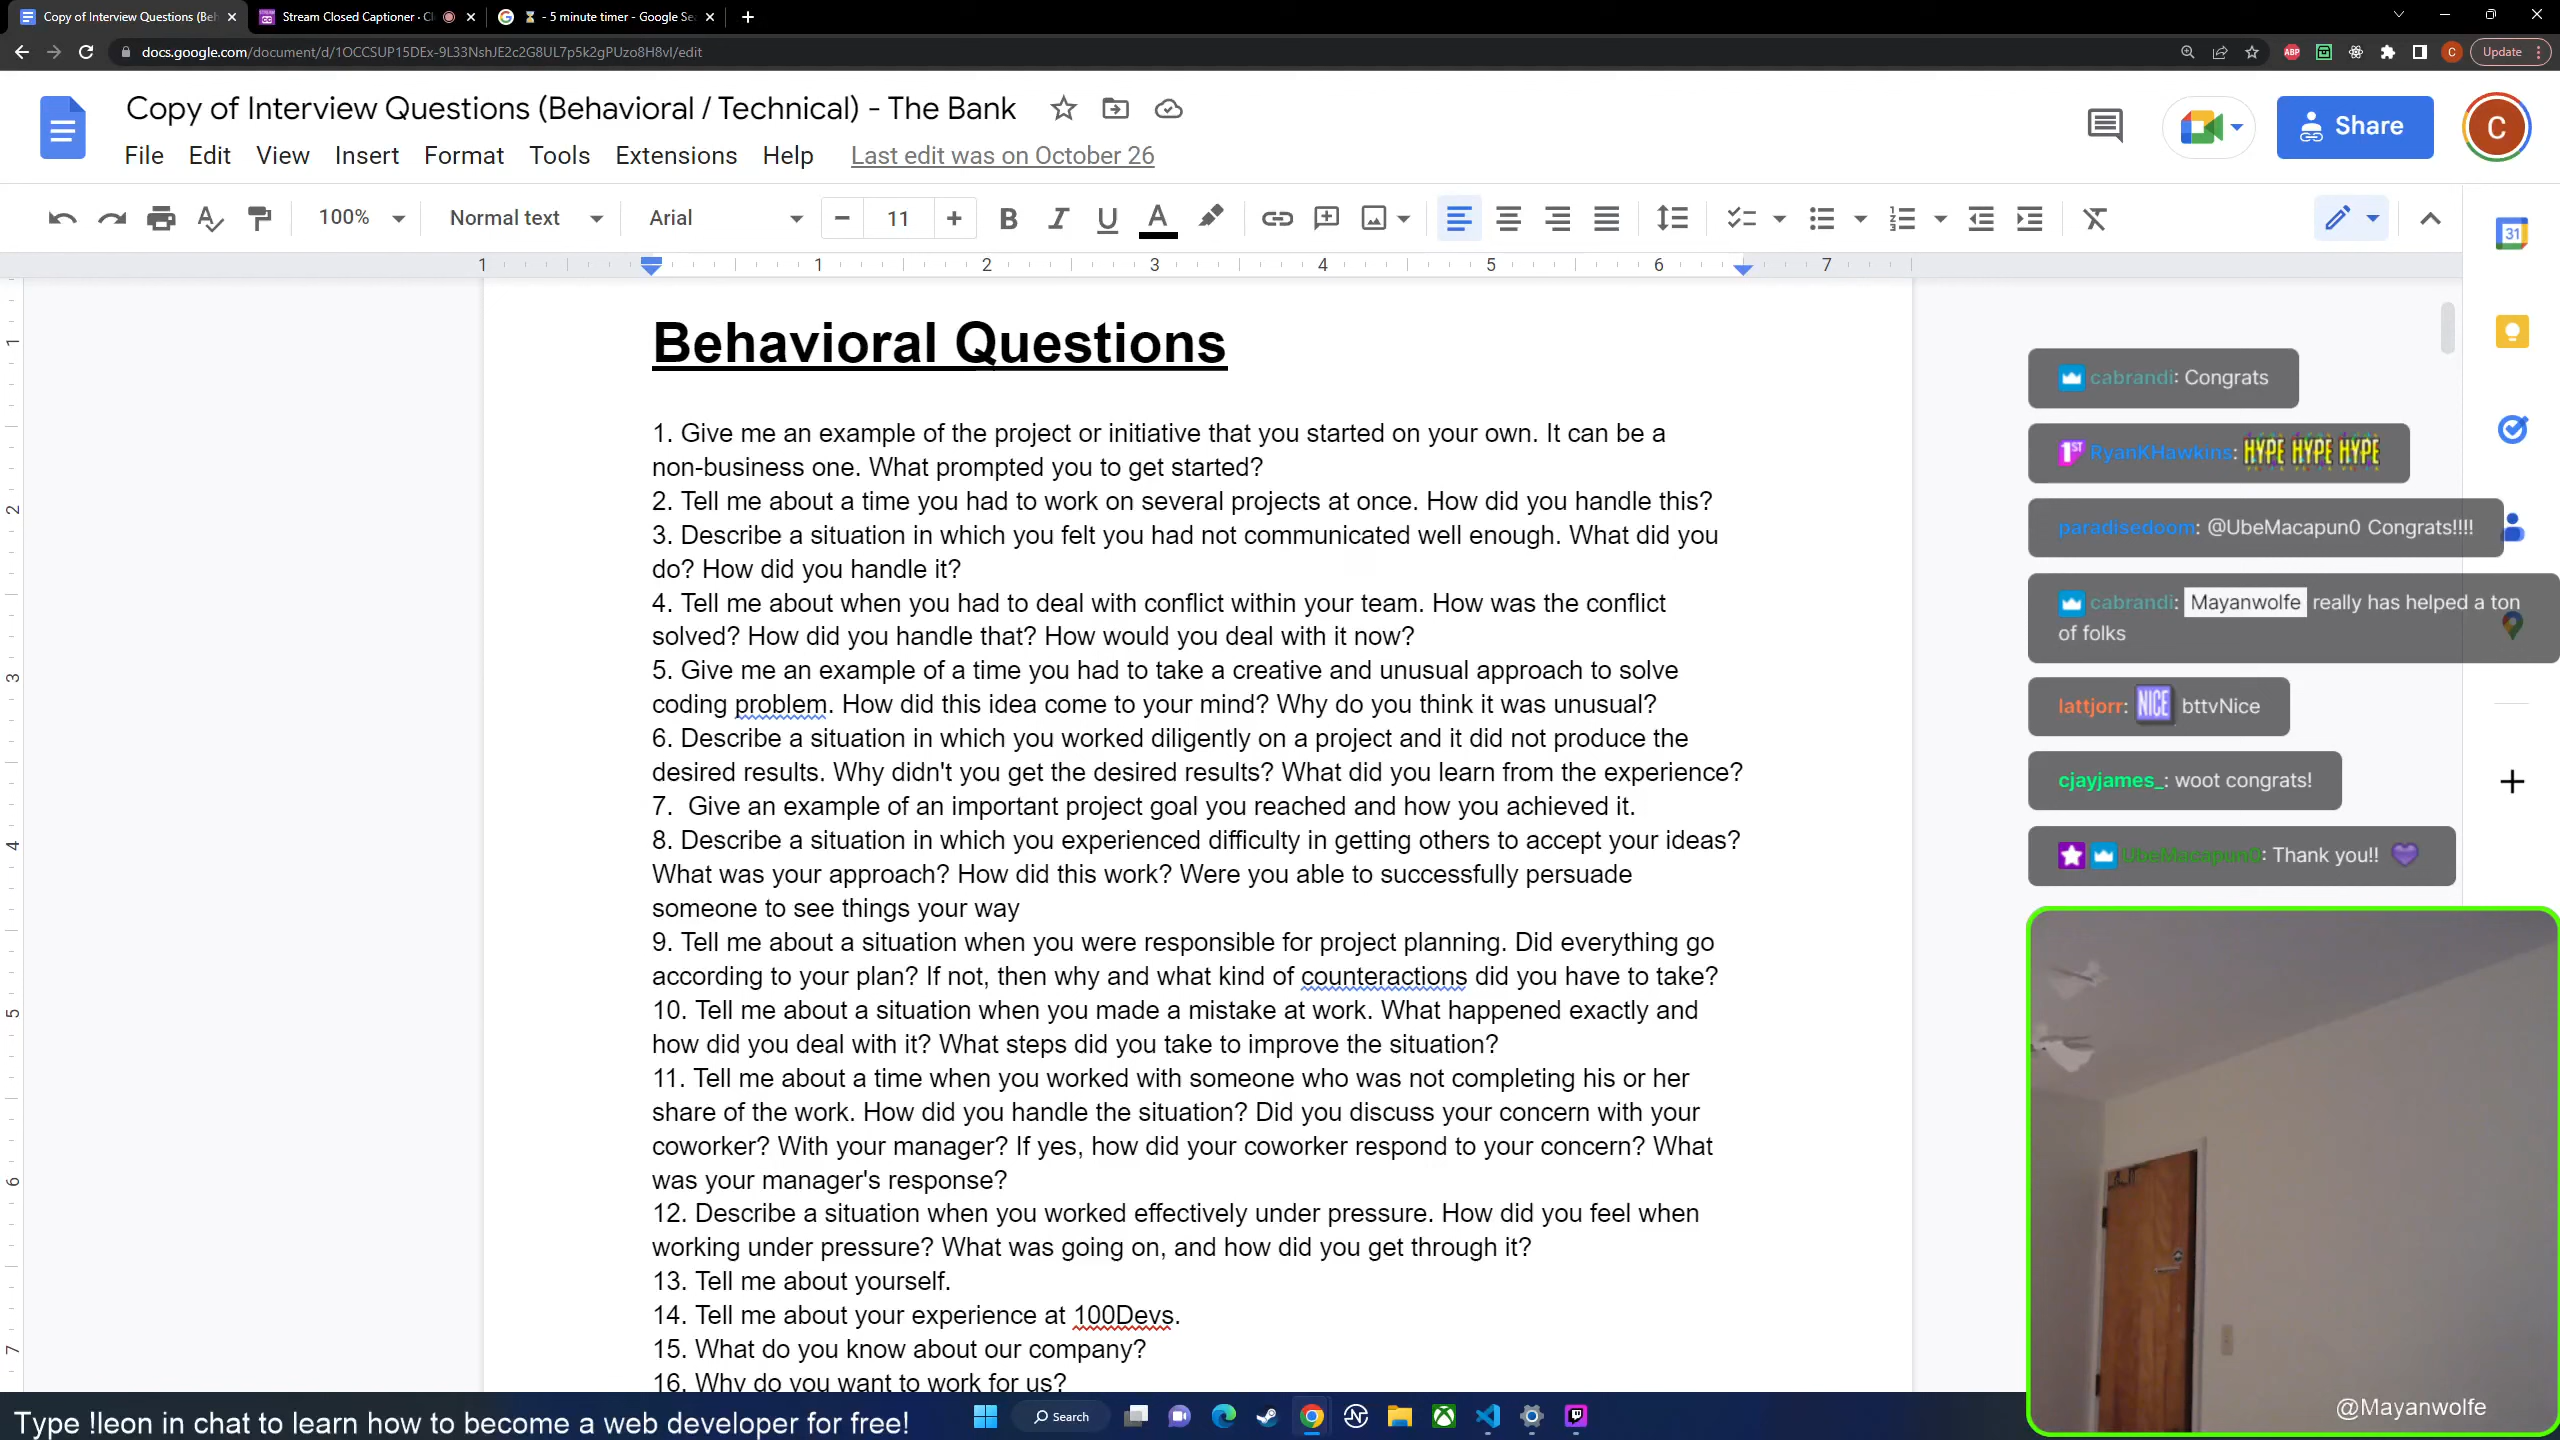 Copy of Interview Questions (Beh
Stream Closed Captioner · C
- 5 minute timer - Google Se
docs.google.com/document/d/1OCCSUP15DEx-9L33NshJE2c2G8UL7p5k2gPUzo8H8vI/edit
ABP
C
Update
Copy of Interview Questions (Behavioral / Technical) - The Bank
Share
C
File Edit View Insert Format Tools Extensions Help Last edit was on October 26
100% Normal text Arial 11 B I U A
31
1 1 2 3 4 5 6 7
Behavioral Questions
1. Give me an example of the project or initiative that you started on your own. It can be a
non-business one. What prompted you to get started?
2. Tell me about a time you had to work on several projects at once. How did you handle this?
3. Describe a situation in which you felt you had not communicated well enough. What did you
do? How did you handle it?
4. Tell me about when you had to deal with conflict within your team. How was the conflict
solved? How did you handle that? How would you deal with it now?
5. Give me an example of a time you had to take a creative and unusual approach to solve
coding problem. How did this idea come to your mind? Why do you think it was unusual?
6. Describe a situation in which you worked diligently on a project and it did not produce the
desired results. Why didn't you get the desired results? What did you learn from the experience?
7.  Give an example of an important project goal you reached and how you achieved it.
8. Describe a situation in which you experienced difficulty in getting others to accept your ideas?
What was your approach? How did this work? Were you able to successfully persuade
someone to see things your way
9. Tell me about a situation when you were responsible for project planning. Did everything go
according to your plan? If not, then why and what kind of counteractions did you have to take?
10. Tell me about a situation when you made a mistake at work. What happened exactly and
how did you deal with it? What steps did you take to improve the situation?
11. Tell me about a time when you worked with someone who was not completing his or her
share of the work. How did you handle the situation? Did you discuss your concern with your
coworker? With your manager? If yes, how did your coworker respond to your concern? What
was your manager's response?
12. Describe a situation when you worked effectively under pressure. How did you feel when
working under pressure? What was going on, and how did you get through it?
13. Tell me about yourself.
14. Tell me about your experience at 100Devs.
15. What do you know about our company?
16. Why do you want to work for us?
1
2
3
4
5
6
7
cabrandi: Congrats
1ST RyanKHawkins: HYPE HYPE HYPE
paradisedoom: @UbeMacapun0 Congrats!!!!
cabrandi: Mayanwolfe really has helped a ton
of folks
lattjorr: NICE bttvNice
cjayjames_: woot congrats!
UbeMacapun0: Thank you!!
@Mayanwolfe
Type !leon in chat to learn how to become a web developer for free!
Search